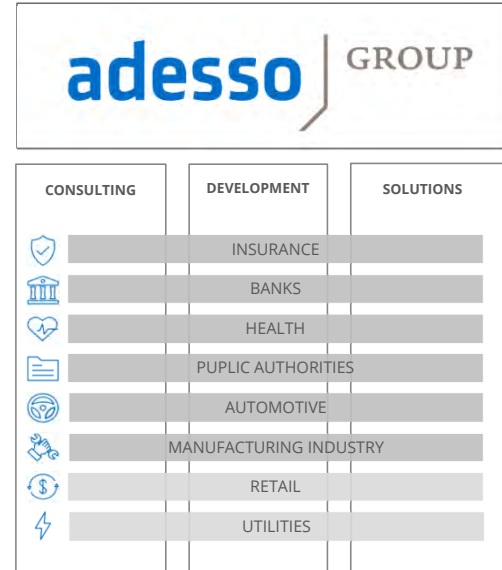 adesso GROUP
CONSULTING DEVELOPMENT SOLUTIONS
INSURANCE
BANKS
HEALTH
PUPLIC AUTHORITIES
AUTOMOTIVE
MANUFACTURING INDUSTRY
RETAIL
UTILITIES